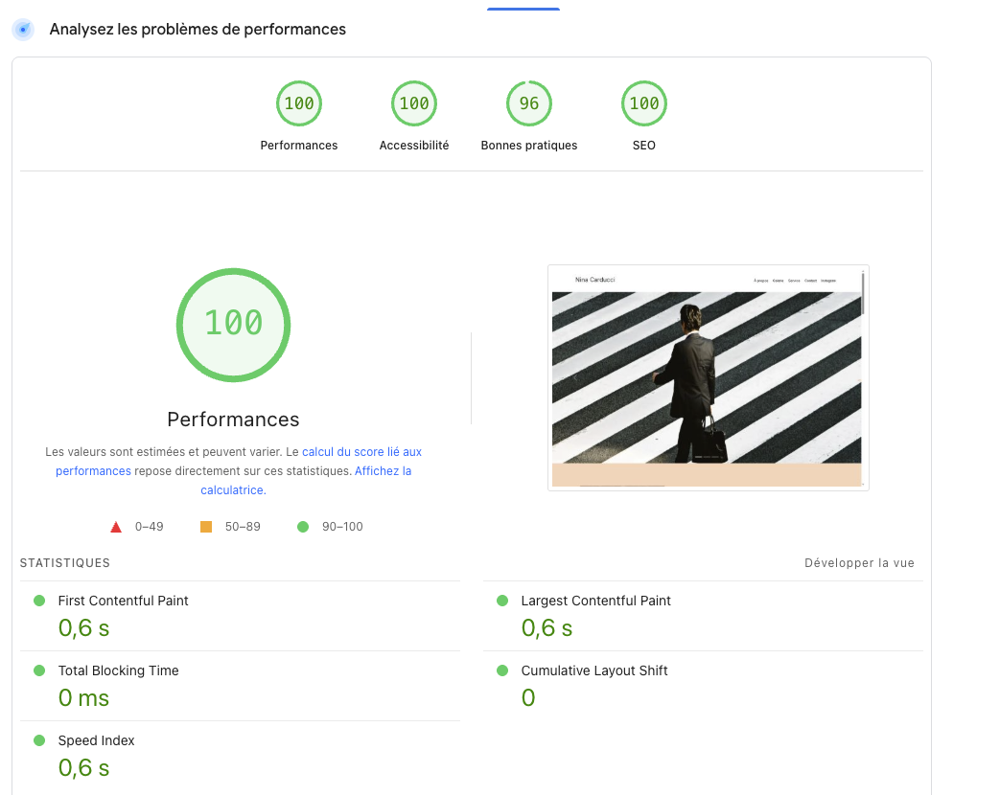 Analysez les problèmes de performances
100
100
96
100
Performances
Accessibilité
Bonnes pratiques
SEO
100
Nina Carducci
À propos
Galerie
Service
Contact
Instagram
Performances
Les valeurs sont estimées et peuvent varier. Le calcul du score lié aux
performances repose directement sur ces statistiques. Affichez la
calculatrice.
0–49
50–89
90–100
STATISTIQUES
Développer la vue
First Contentful Paint
0,6 s
Largest Contentful Paint
0,6 s
Total Blocking Time
0 ms
Cumulative Layout Shift
0
Speed Index
0,6 s